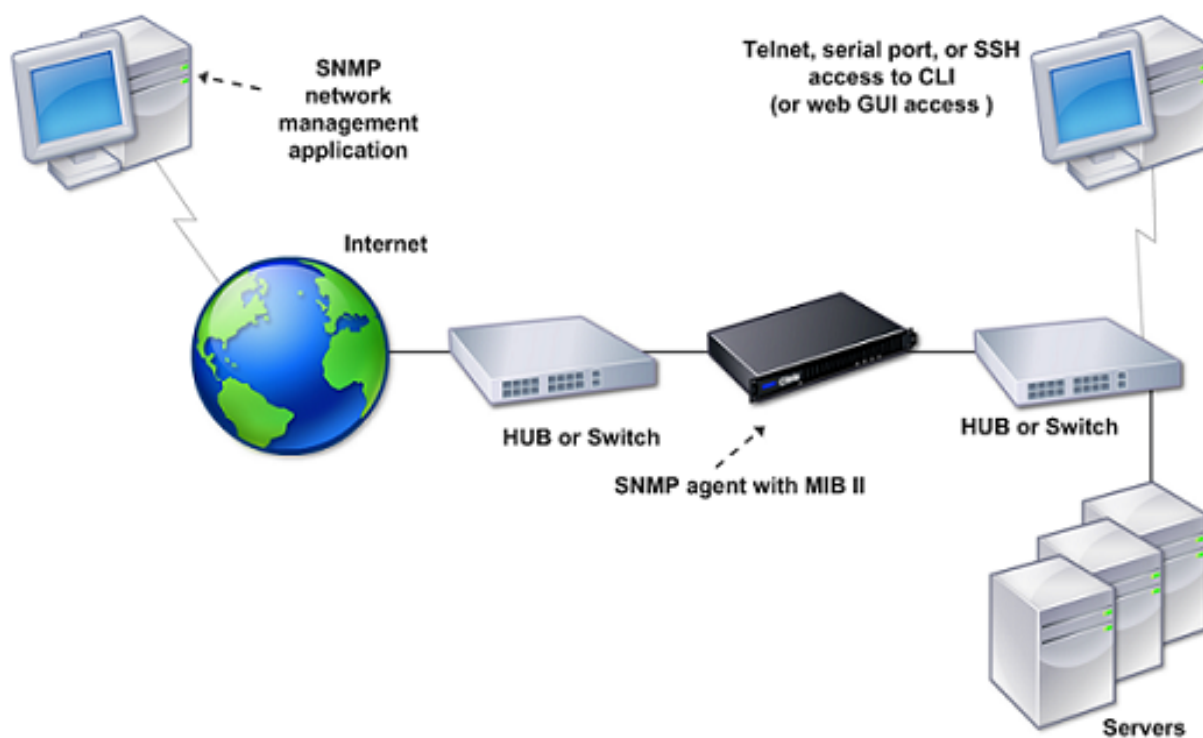 SNMP
network
management
application
Telnet, serial port, or SSH
access to CLI
(or web GUI access )
Internet
HUB or Switch
SNMP agent with MIB II
HUB or Switch
Servers